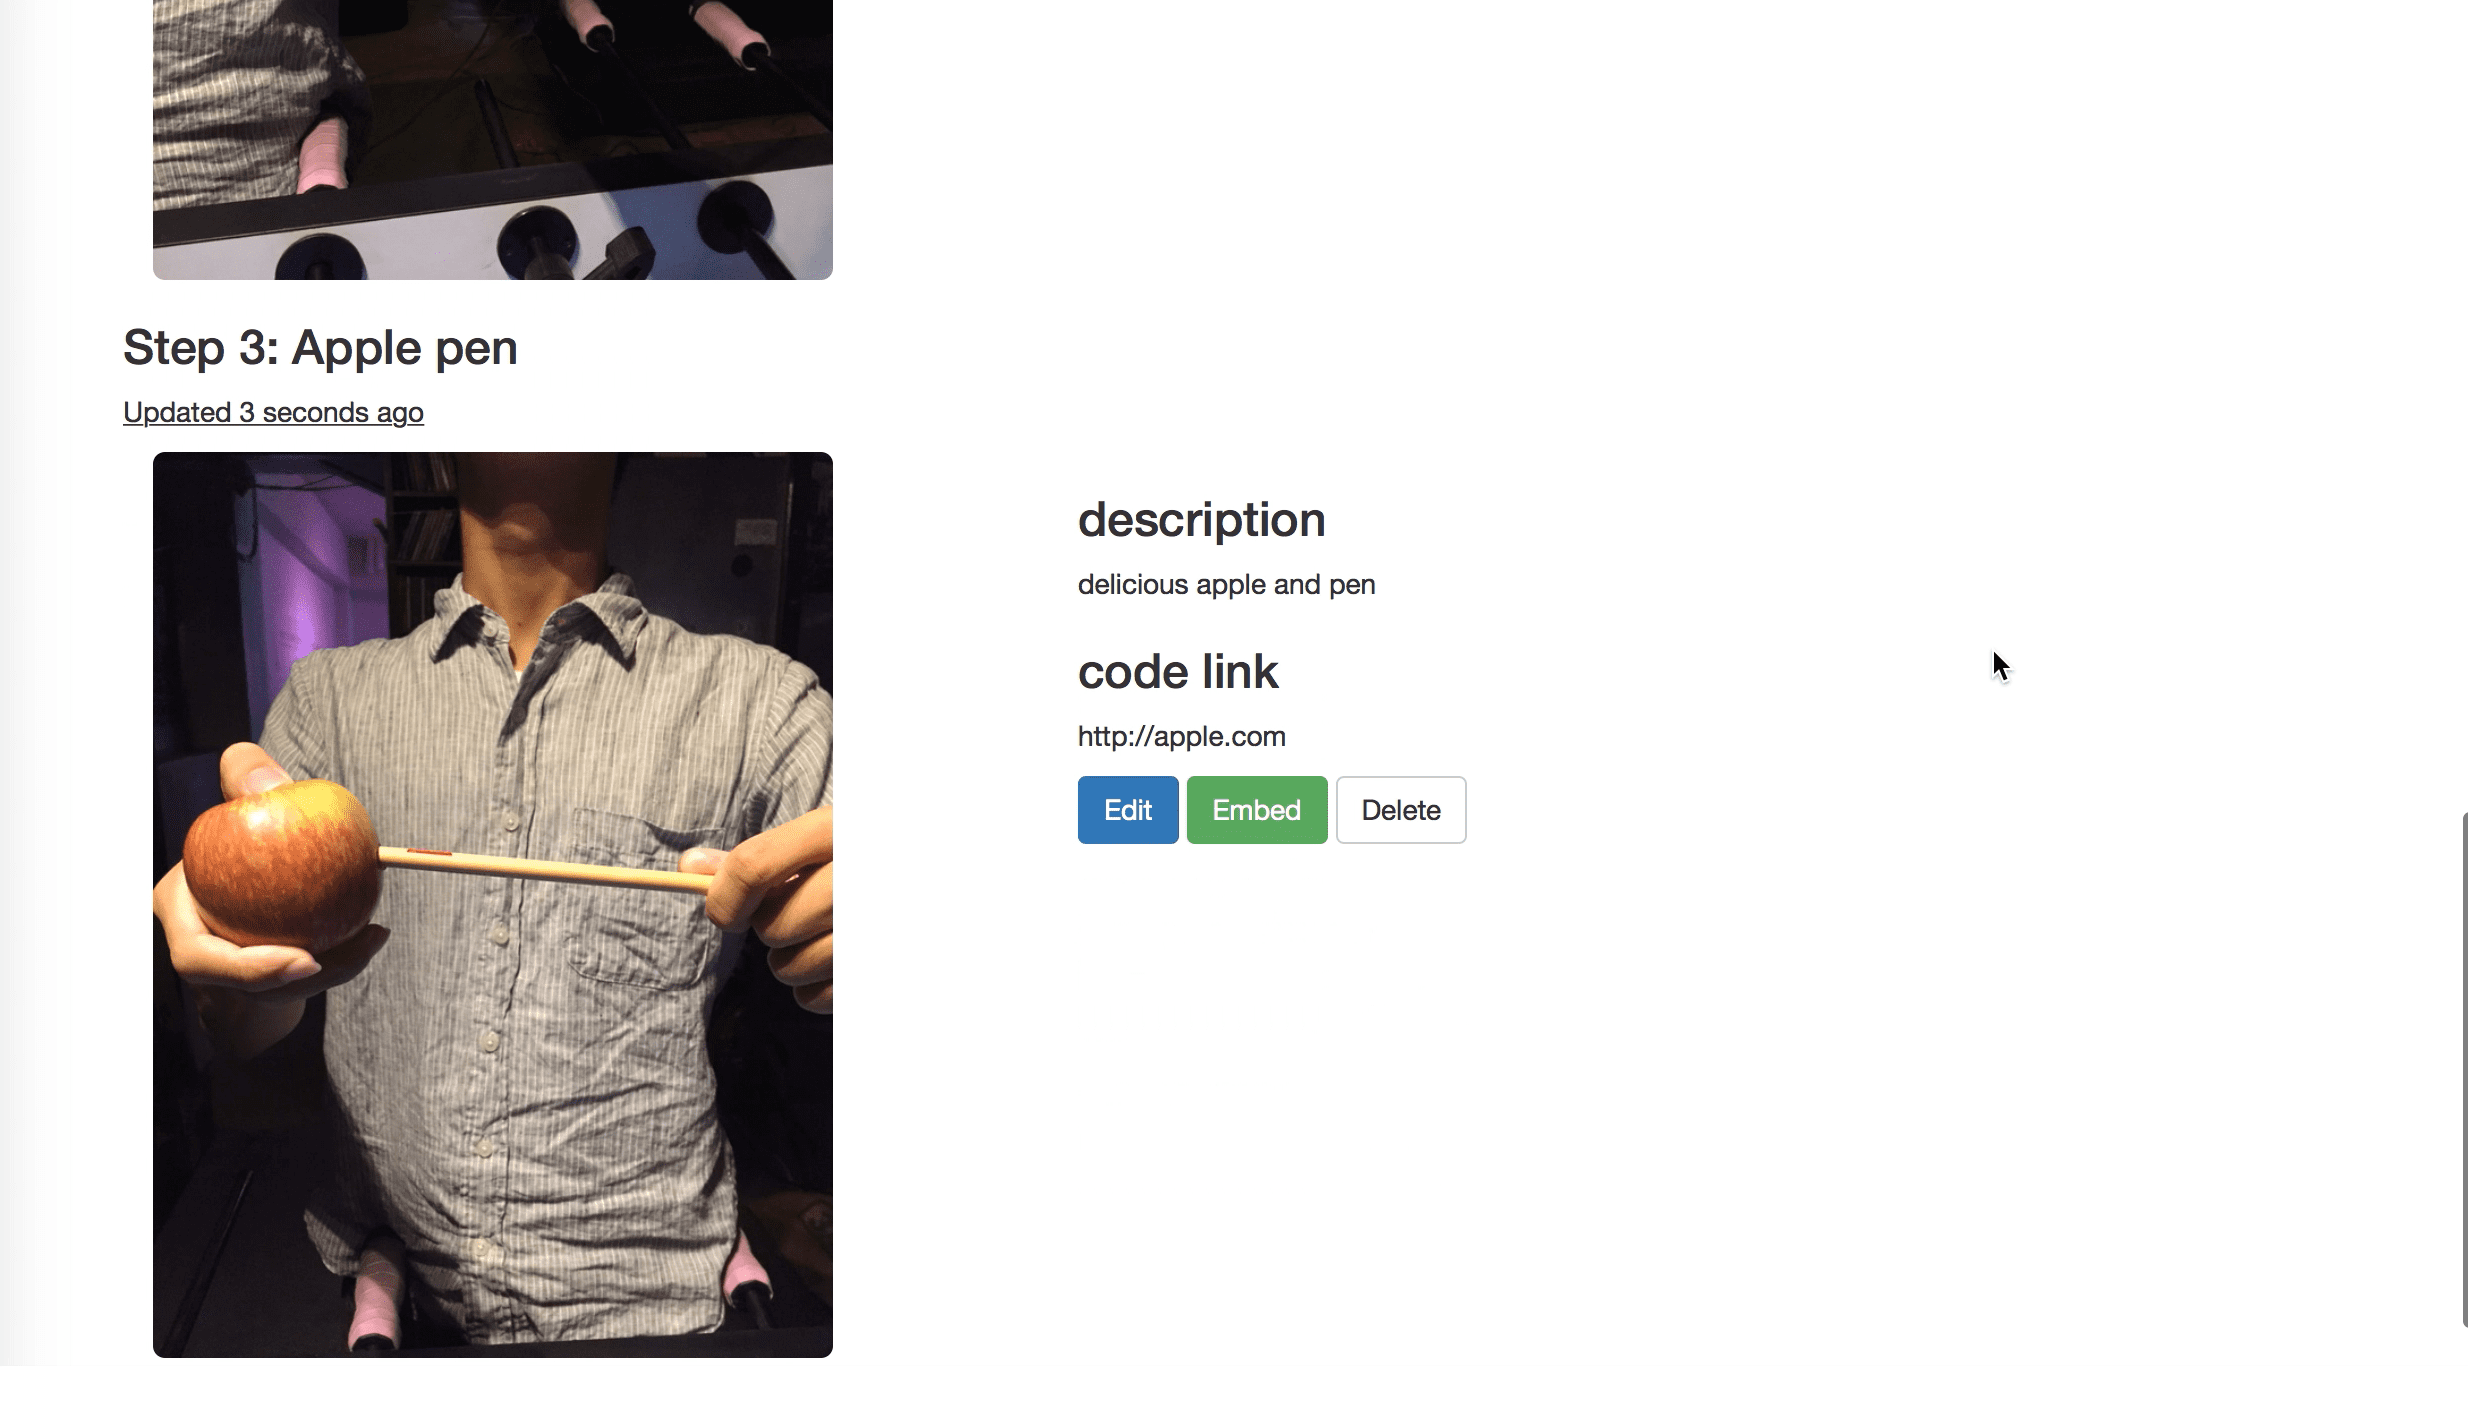 Step 3: Apple pen
Updated 3 seconds ago
description
delicious apple and pen
code link
http://apple.com
Edit Embed Delete